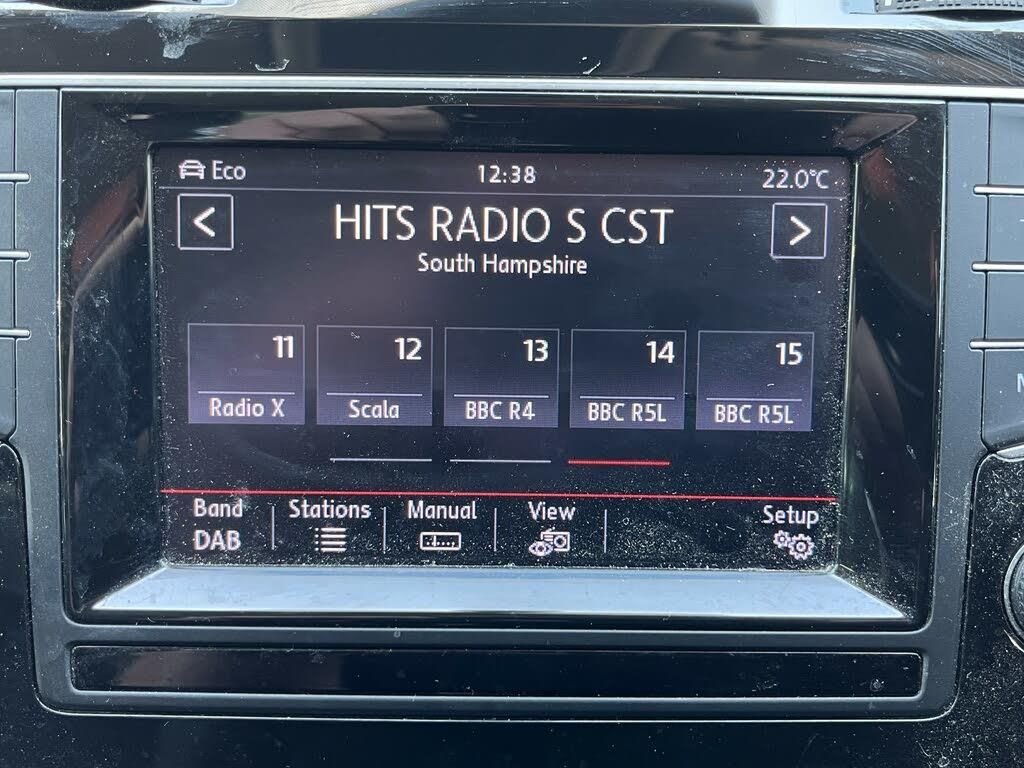 Eco 12:38 22.0°C
< HITS RADIO S CST >
South Hampshire
11 12 13 14 15
Radio X Scala BBC R4 BBC R5L BBC R5L
Band Stations Manual View Setup
DAB